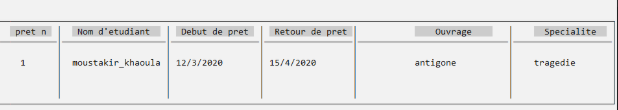 pret n Nom d'etudiant Debut de pret Retour de pret Ouvrage Specialite
1 moustakir_khaoula 12/3/2020 15/4/2020 antigone tragedie